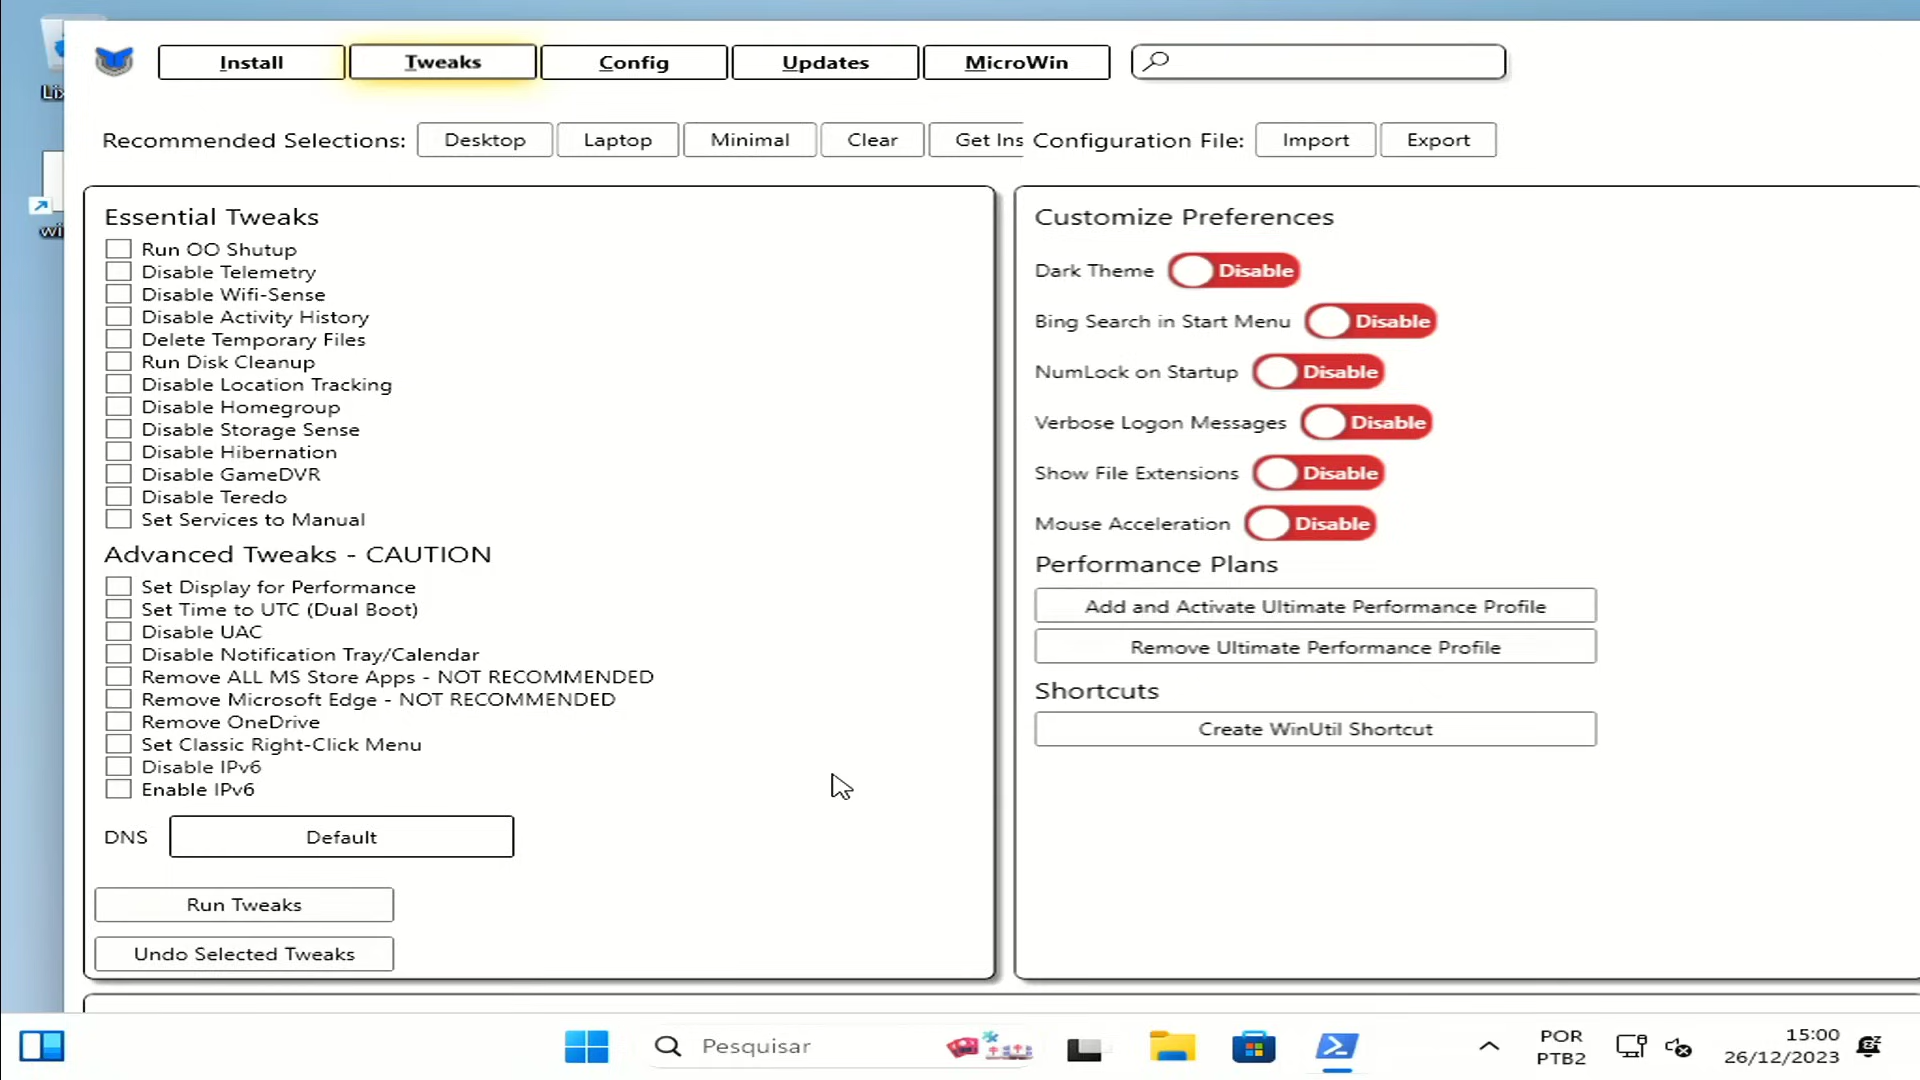 Install Tweaks Config Updates MicroWin
Recommended Selections: Desktop Laptop Minimal Clear Get Ins Configuration File: Import Export
Essential Tweaks
Run OO Shutup
Disable Telemetry
Disable Wifi-Sense
Disable Activity History
Delete Temporary Files
Run Disk Cleanup
Disable Location Tracking
Disable Homegroup
Disable Storage Sense
Disable Hibernation
Disable GameDVR
Disable Teredo
Set Services to Manual
Advanced Tweaks - CAUTION
Set Display for Performance
Set Time to UTC (Dual Boot)
Disable UAC
Disable Notification Tray/Calendar
Remove ALL MS Store Apps - NOT RECOMMENDED
Remove Microsoft Edge - NOT RECOMMENDED
Remove OneDrive
Set Classic Right-Click Menu
Disable IPv6
Enable IPv6
DNS Default
Run Tweaks
Undo Selected Tweaks
Customize Preferences
Dark Theme Disable
Bing Search in Start Menu Disable
NumLock on Startup Disable
Verbose Logon Messages Disable
Show File Extensions Disable
Mouse Acceleration Disable
Performance Plans
Add and Activate Ultimate Performance Profile
Remove Ultimate Performance Profile
Shortcuts
Create WinUtil Shortcut
Lix
wi
Pesquisar
POR
PTB2
15:00
26/12/2023